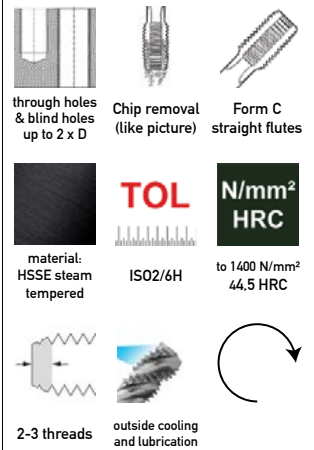 through holes
& blind holes
up to 2 x D
Chip removal
(like picture)
Form C
straight flutes
TOL
N/mm²
HRC
material:
HSSE steam
tempered
ISO2/6H
to 1400 N/mm²
44,5 HRC
2-3 threads
outside cooling
and lubrication